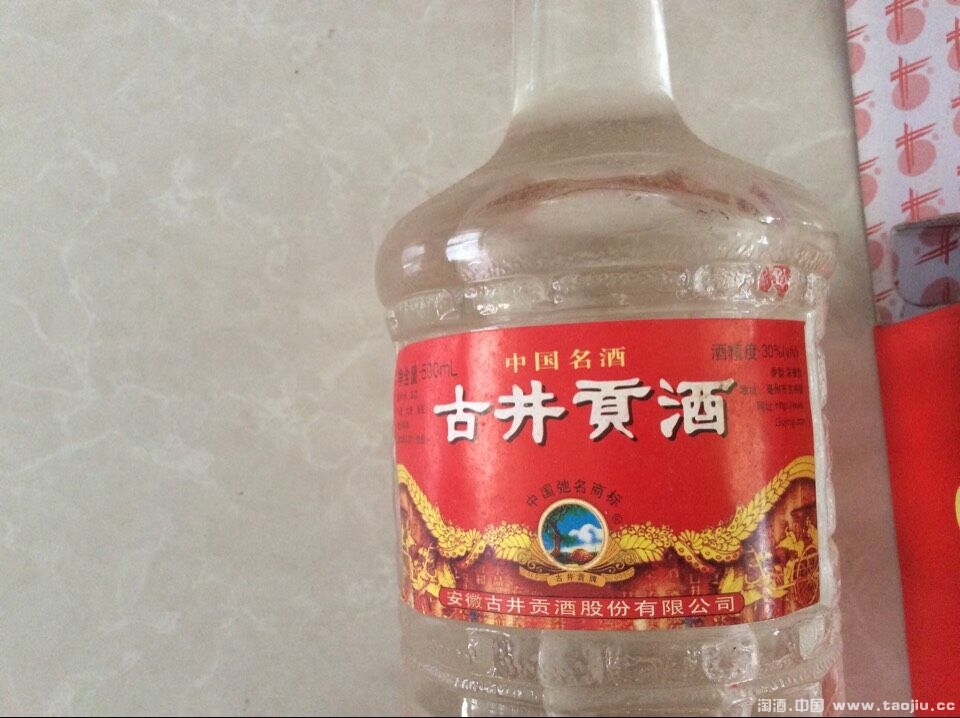 中国名酒
净含量:500mL
酒精度:30%(V/V)
古井贡酒
中国驰名商标
古井贡牌
安徽古井贡酒股份有限公司
淘酒.中国 www.taojiu.cc